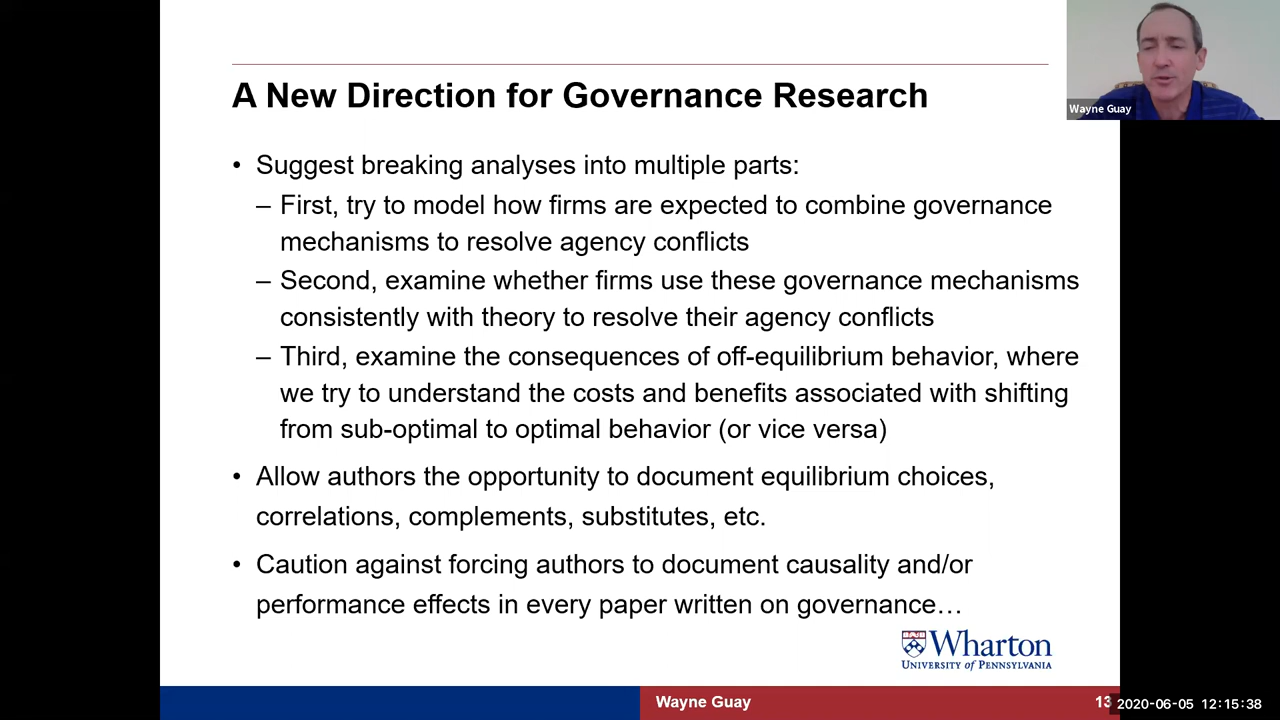 A New Direction for Governance Research
Wayne Guay
• Suggest breaking analyses into multiple parts:
– First, try to model how firms are expected to combine governance
mechanisms to resolve agency conflicts
– Second, examine whether firms use these governance mechanisms
consistently with theory to resolve their agency conflicts
– Third, examine the consequences of off-equilibrium behavior, where
we try to understand the costs and benefits associated with shifting
from sub-optimal to optimal behavior (or vice versa)
• Allow authors the opportunity to document equilibrium choices,
correlations, complements, substitutes, etc.
• Caution against forcing authors to document causality and/or
performance effects in every paper written on governance…
Wharton
UNIVERSITY of PENNSYLVANIA
Wayne Guay
13
2020-06-05 12:15:38